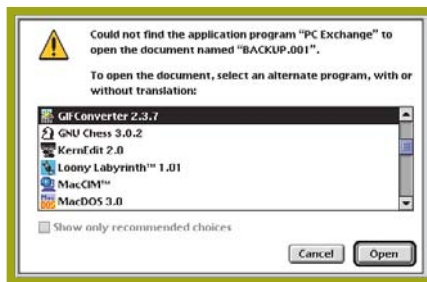 Could not find the application program “PC Exchange” to
open the document named “BACKUP.001”.
To open the document, select an alternate program, with or
without translation:
GIFConverter 2.3.7
GNU Chess 3.0.2
KernEdit 2.0
Loony Labyrinth™ 1.01
MacCIM™
MacDOS 3.0
Show only recommended choices
Cancel
Open